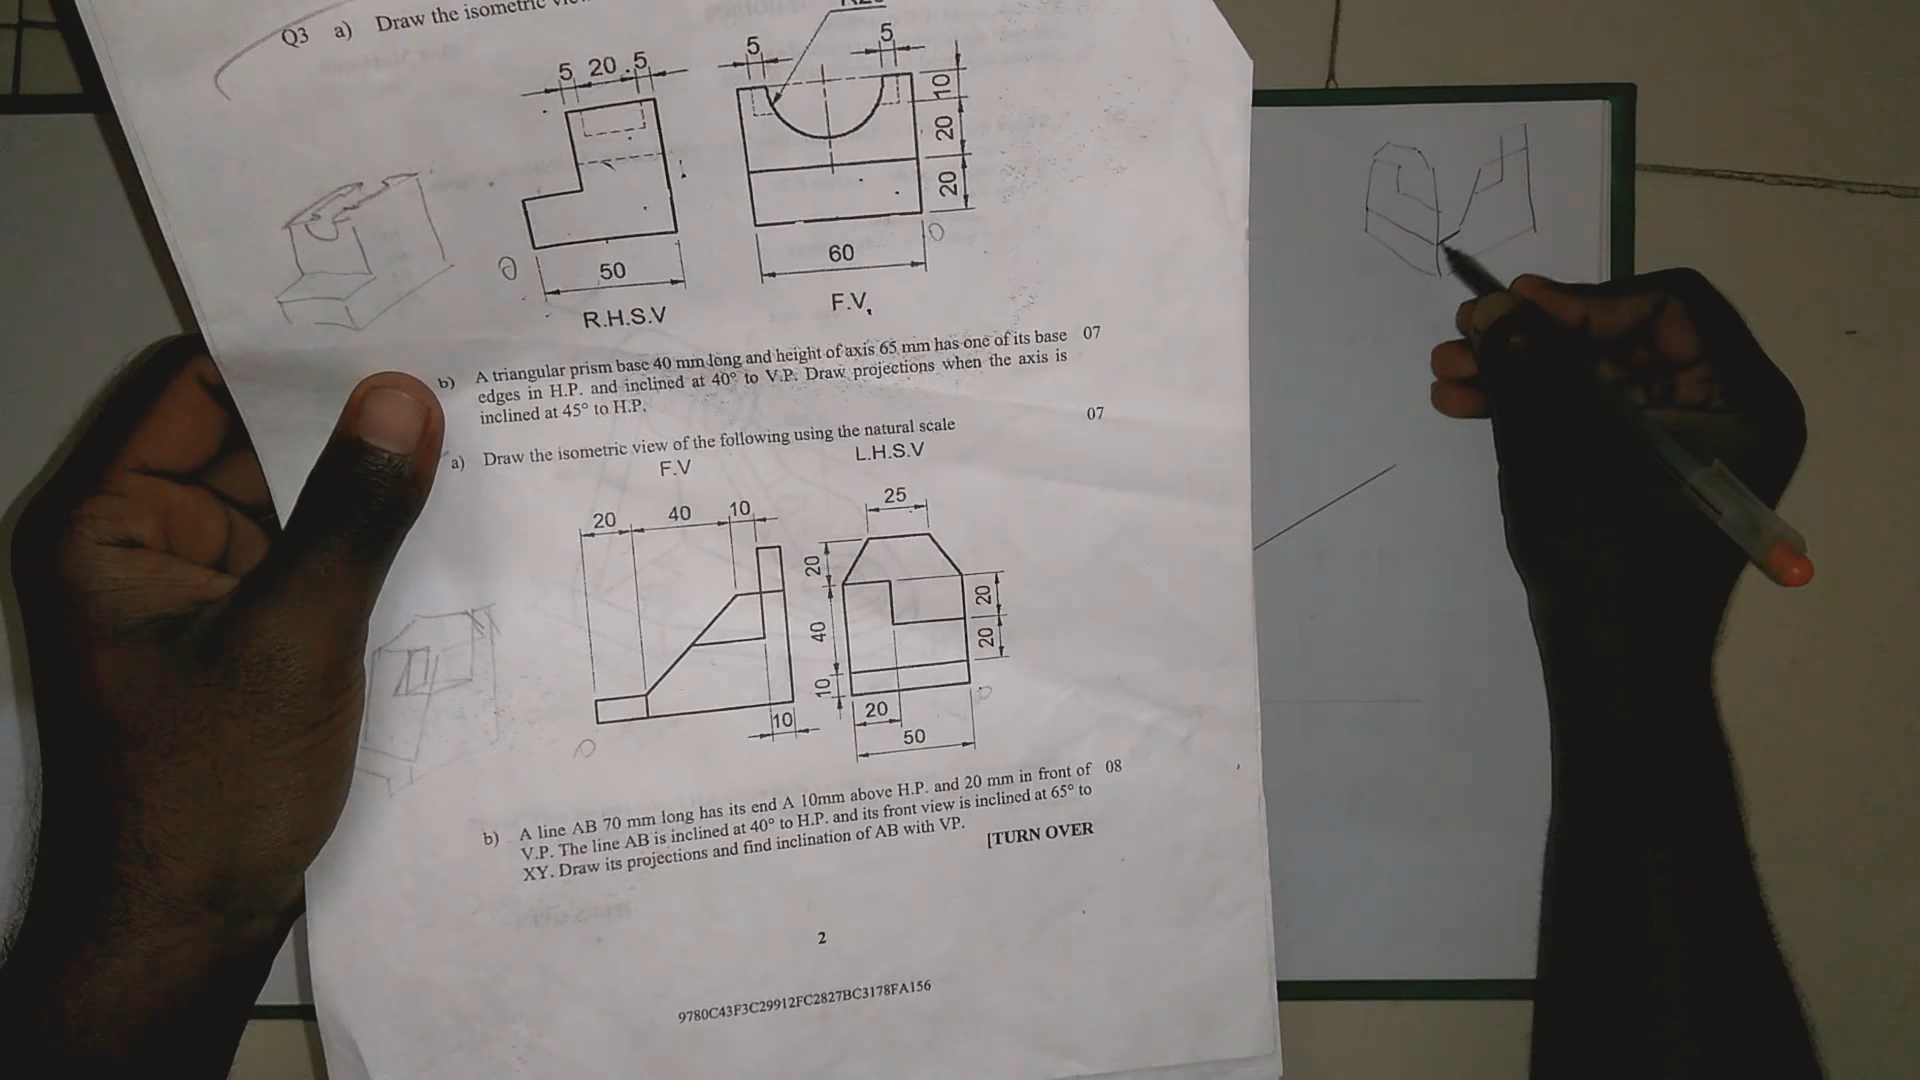 Q3 a) Draw the isometric
5 20 5
5
5
10
20
20
50
60
R.H.S.V
F.V.
b) A triangular prism base 40 mm long and height of axis 65 mm has one of its base 07
edges in H.P. and inclined at 40° to V.P. Draw projections when the axis is
inclined at 45° to H.P.
a) Draw the isometric view of the following using the natural scale 07
F.V
L.H.S.V
20 40 10
25
20
40
10
20
20
10
20
50
b) A line AB 70 mm long has its end A 10mm above H.P. and 20 mm in front of 08
V.P. The line AB is inclined at 40° to H.P. and its front view is inclined at 65° to
XY. Draw its projections and find inclination of AB with VP.
[TURN OVER
2
9780C43F3C29912FC2827BC3178FA156